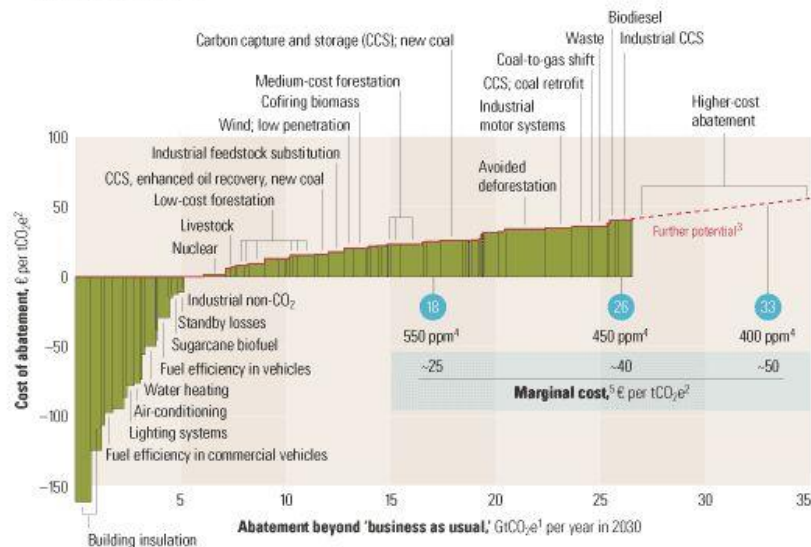 Biodiesel
Waste
Industrial CCS
Carbon capture and storage (CCS); new coal
Coal-to-gas shift
Medium-cost forestation
CCS; coal retrofit
Cofiring biomass
Industrial motor systems
Higher-cost abatement
Wind; low penetration
Industrial feedstock substitution
Avoided deforestation
CCS, enhanced oil recovery, new coal
Low-cost forestation
Livestock
Nuclear
Further potential³
100
50
0
−50
−100
−150
Cost of abatement, € per tCO₂e²
Industrial non-CO₂
Standby losses
Sugarcane biofuel
Fuel efficiency in vehicles
Water heating
Air-conditioning
Lighting systems
Fuel efficiency in commercial vehicles
Building insulation
18 26 33
550 ppm⁴ 450 ppm⁴ 400 ppm⁴
~25 ~40 ~50
Marginal cost,⁵ € per tCO₂e²
5 10 15 20 25 30 35
Abatement beyond ‘business as usual,’ GtCO₂e¹ per year in 2030